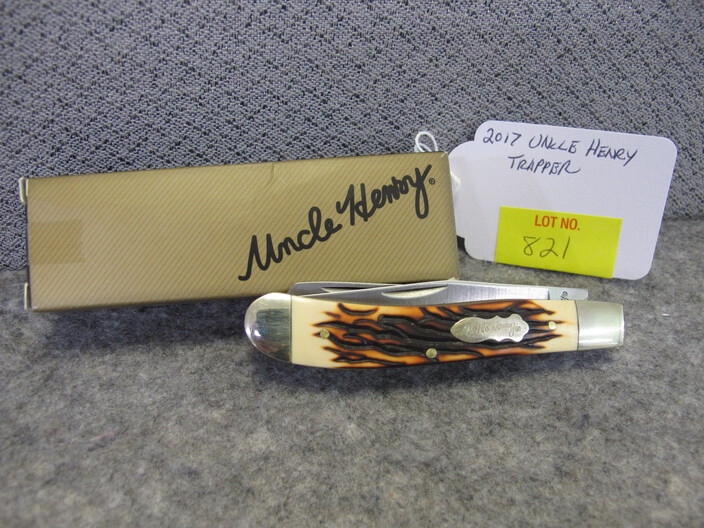 Uncle Henry®
2017 UNCLE HENRY
TRAPPER
LOT NO.
821